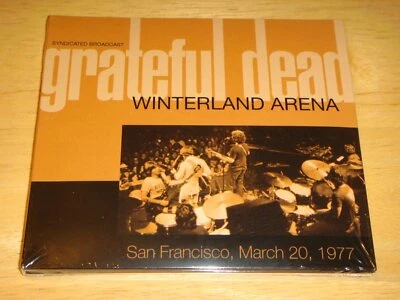 SYNDICATED BROADCAST
grateful dead
WINTERLAND ARENA
San Francisco, March 20, 1977